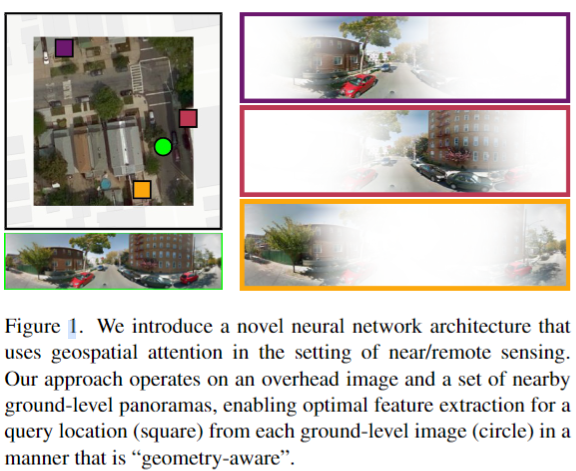 Figure 1. We introduce a novel neural network architecture that
uses geospatial attention in the setting of near/remote sensing.
Our approach operates on an overhead image and a set of nearby
ground-level panoramas, enabling optimal feature extraction for a
query location (square) from each ground-level image (circle) in a
manner that is “geometry-aware”.